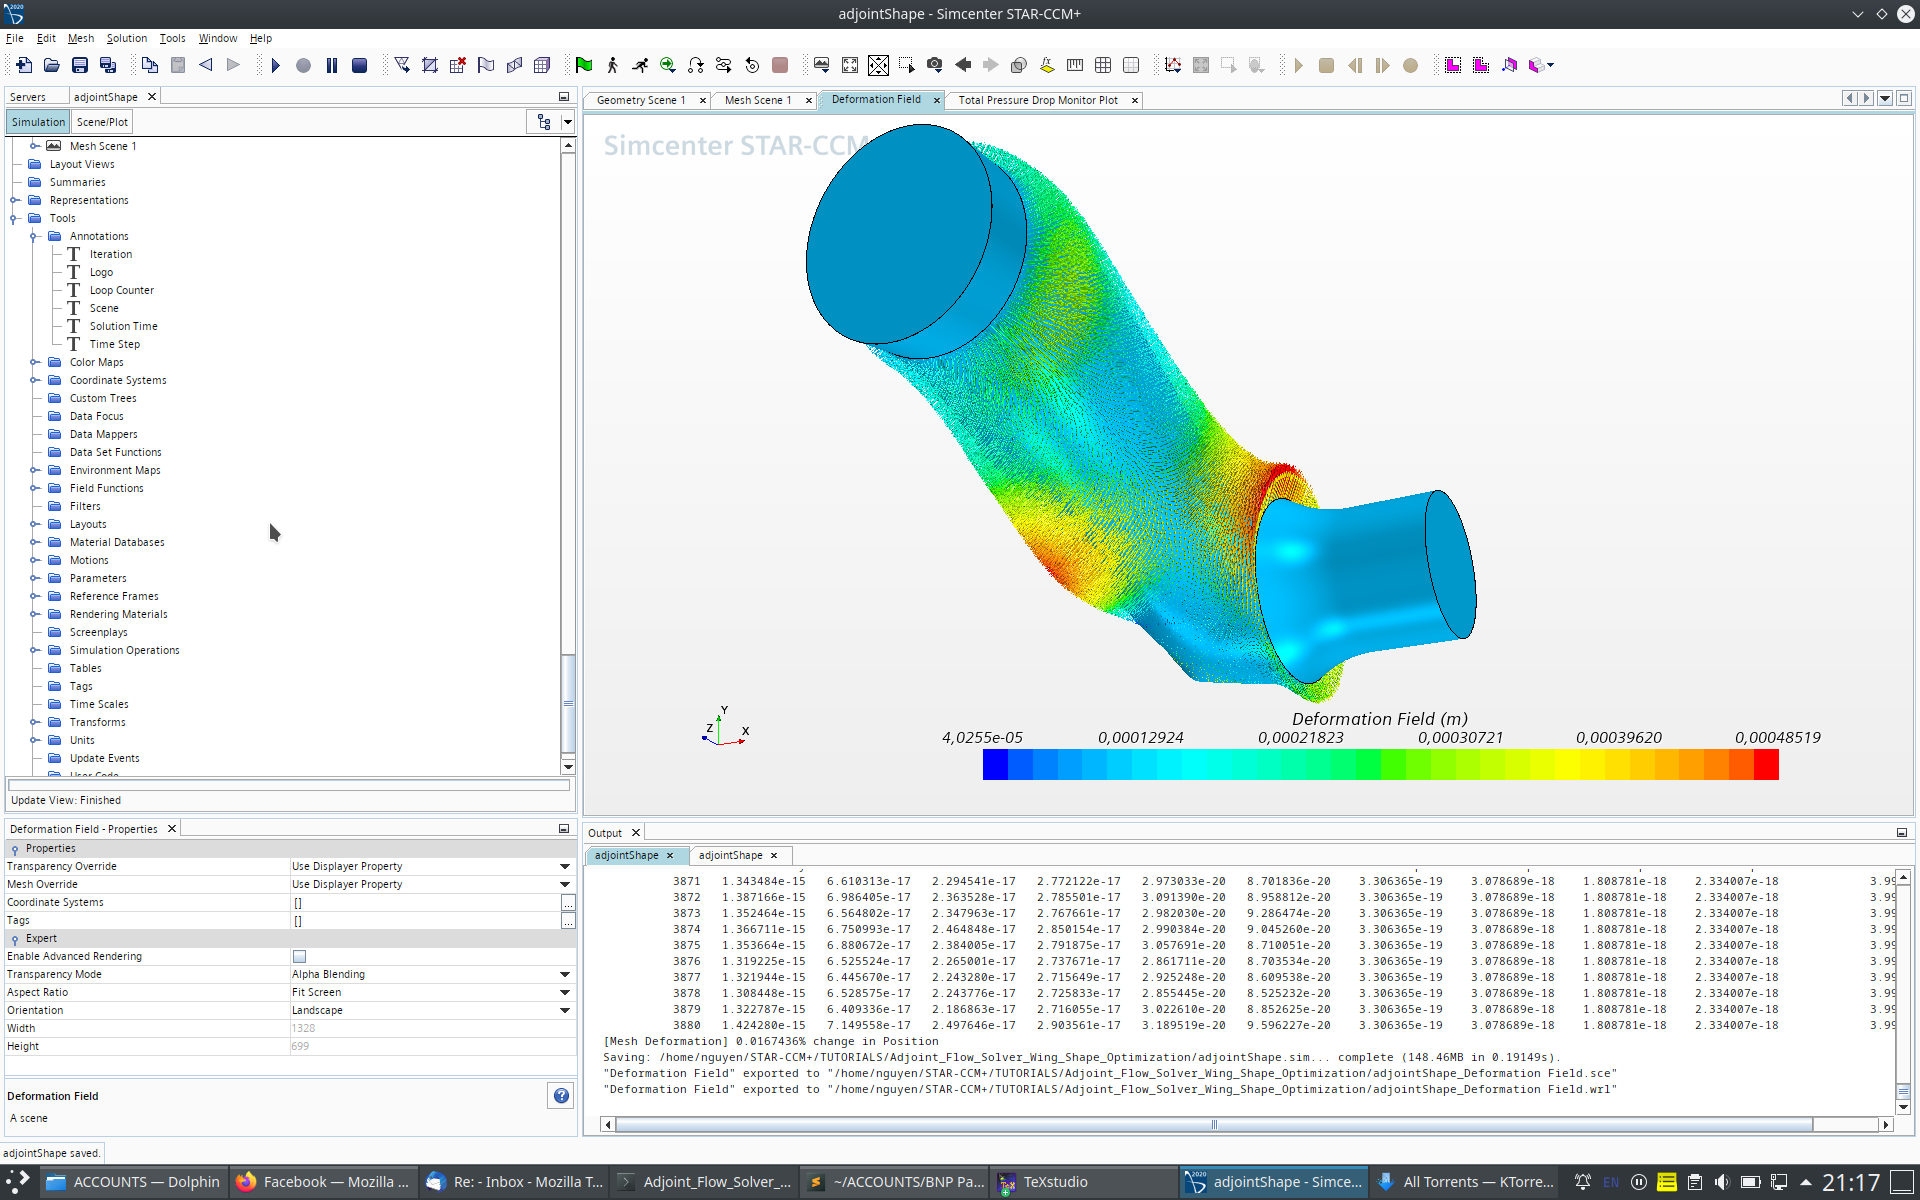 adjointShape - Simcenter STAR-CCM+
File Edit Mesh Solution Tools Window Help
Servers adjointShape
Simulation Scene/Plot
Mesh Scene 1
Layout Views
Summaries
Representations
Tools
Annotations
Iteration
Logo
Loop Counter
Scene
Solution Time
Time Step
Color Maps
Coordinate Systems
Custom Trees
Data Focus
Data Mappers
Data Set Functions
Environment Maps
Field Functions
Filters
Layouts
Material Databases
Motions
Parameters
Reference Frames
Rendering Materials
Screenplays
Simulation Operations
Tables
Tags
Time Scales
Transforms
Units
Update Events
Update View: Finished
Deformation Field - Properties
Properties
Transparency Override Use Displayer Property
Mesh Override Use Displayer Property
Coordinate Systems []
Tags []
Expert
Enable Advanced Rendering
Transparency Mode Alpha Blending
Aspect Ratio Fit Screen
Orientation Landscape
Width 1328
Height 699
Deformation Field
A scene
adjointShape saved.
Geometry Scene 1 Mesh Scene 1 Deformation Field Total Pressure Drop Monitor Plot
Simcenter STAR-CCM
Y
Z X
Deformation Field (m)
4,0255e-05 0,00012924 0,00021823 0,00030721 0,00039620 0,00048519
Output
adjointShape adjointShape
3871 1.343484e-15 6.610313e-17 2.294541e-17 2.772122e-17 2.973033e-20 8.701836e-20 3.306365e-19 3.078689e-18 1.808781e-18 2.334007e-18 3.99
3872 1.387166e-15 6.986405e-17 2.363528e-17 2.785501e-17 3.091390e-20 8.958812e-20 3.306365e-19 3.078689e-18 1.808781e-18 2.334007e-18 3.99
3873 1.352464e-15 6.564802e-17 2.347963e-17 2.767661e-17 2.982030e-20 9.286474e-20 3.306365e-19 3.078689e-18 1.808781e-18 2.334007e-18 3.99
3874 1.366711e-15 6.750993e-17 2.464848e-17 2.850154e-17 2.990384e-20 9.045260e-20 3.306365e-19 3.078689e-18 1.808781e-18 2.334007e-18 3.99
3875 1.353664e-15 6.880672e-17 2.384005e-17 2.791875e-17 3.057691e-20 8.710051e-20 3.306365e-19 3.078689e-18 1.808781e-18 2.334007e-18 3.99
3876 1.319225e-15 6.525524e-17 2.265001e-17 2.737671e-17 2.861711e-20 8.703534e-20 3.306365e-19 3.078689e-18 1.808781e-18 2.334007e-18 3.99
3877 1.321944e-15 6.445670e-17 2.243280e-17 2.715649e-17 2.925248e-20 8.609538e-20 3.306365e-19 3.078689e-18 1.808781e-18 2.334007e-18 3.99
3878 1.308448e-15 6.528575e-17 2.243776e-17 2.725833e-17 2.855445e-20 8.525232e-20 3.306365e-19 3.078689e-18 1.808781e-18 2.334007e-18 3.99
3879 1.322787e-15 6.409336e-17 2.186863e-17 2.716055e-17 3.022610e-20 8.852625e-20 3.306365e-19 3.078689e-18 1.808781e-18 2.334007e-18 3.99
3880 1.424280e-15 7.149558e-17 2.497646e-17 2.903561e-17 3.189519e-20 9.596227e-20 3.306365e-19 3.078689e-18 1.808781e-18 2.334007e-18 3.99
[Mesh Deformation] 0.0167436% change in Position
Saving: /home/nguyen/STAR-CCM+/TUTORIALS/Adjoint_Flow_Solver_Wing_Shape_Optimization/adjointShape.sim... complete (148.46MB in 0.19149s).
"Deformation Field" exported to "/home/nguyen/STAR-CCM+/TUTORIALS/Adjoint_Flow_Solver_Wing_Shape_Optimization/adjointShape_Deformation Field.sce"
"Deformation Field" exported to "/home/nguyen/STAR-CCM+/TUTORIALS/Adjoint_Flow_Solver_Wing_Shape_Optimization/adjointShape_Deformation Field.wrl"
ACCOUNTS — Dolphin Facebook — Mozilla ... Re: - Inbox - Mozilla T... Adjoint_Flow_Solver_... ~/ACCOUNTS/BNP Pa... TeXstudio adjointShape - Simce... All Torrents — KTorre... EN 21:17